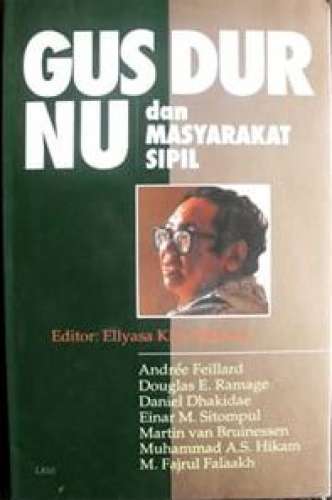 GUS DUR
NU dan
MASYARAKAT
SIPIL
Editor: Ellyasa K.
Andrée Feillard
Douglas E. Ramage
Daniel Dhakidae
Einar M. Sitompul
Martin van Bruinessen
Muhammad A.S. Hikam
M. Fajrul Falaakh
LKiS